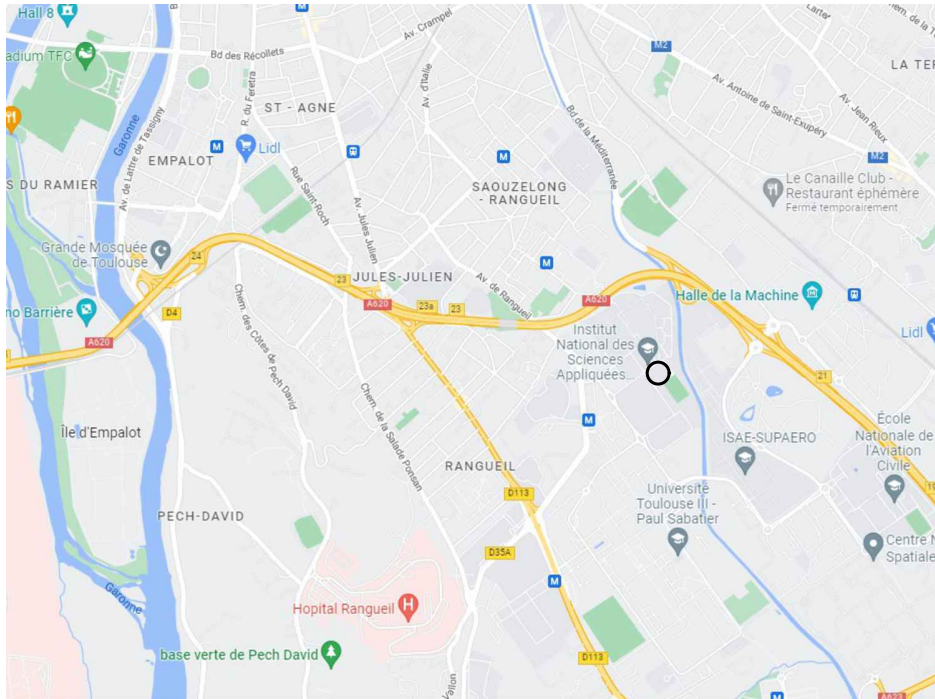 Hall 8
adium TFC
Bd des Récollets
Av. Crampel
M2
LA TER
Av. Antoine de Saint-Exupéry
Av. Jean Rieux
M2
Av d'Italie
R. du Feretra
ST - AGNE
Garonne
Av. de Lattre de Tassigny
EMPALOT
M
Lidl
M
M
Bd de la Méditerranée
Rue Saint-Roch
S DU RAMIER
SAOUZELONG
- RANGUEIL
Le Canaille Club -
Restaurant éphémère
Fermé temporairement
Av. Jules Julien
Grande Mosquée
de Toulouse
24
M
JULES-JULIEN
23
Av. de Rangueil
A620
23a
23
A620
Halle de la Machine
no Barrière
D4
Chem. des Côtes de Pech David
A620
Institut
National des
Sciences
Appliquées...
Lidl
21
Chem. de la Salade Ponsan
M
Île d'Empalot
ISAE-SUPAERO
École
Nationale de
l'Aviation
Civile
RANGUEIL
D113
19
Université
Toulouse III -
Paul Sabatier
PECH-DAVID
D35A
Centre N
Spatiale
M
Garonne
Hopital Rangueil
H
base verte de Pech David
D113
Vallon
M
A623